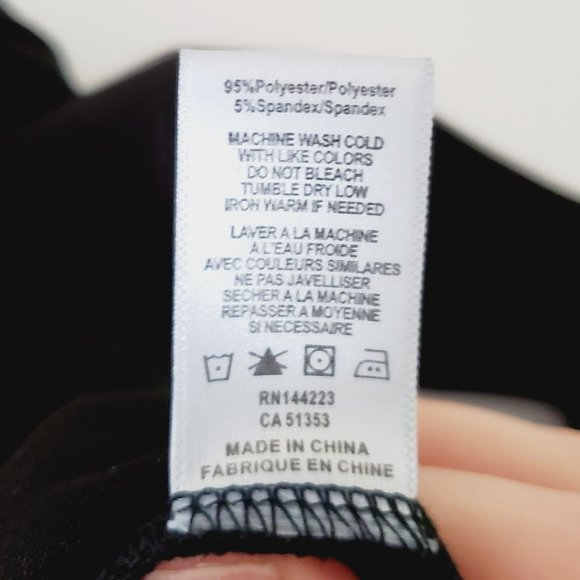 95%Polyester/Polyester
5%Spandex/Spandex
MACHINE WASH COLD
WITH LIKE COLORS
DO NOT BLEACH
TUMBLE DRY LOW
IRON WARM IF NEEDED
LAVER A LA MACHINE
A L'EAU FROIDE
AVEC COULEURS SIMILARES
NE PAS JAVELLISER
SECHER A LA MACHINE
REPASSER A MOYENNE
SI NECESSAIRE
RN144223
CA 51353
MADE IN CHINA
FABRIQUE EN CHINE